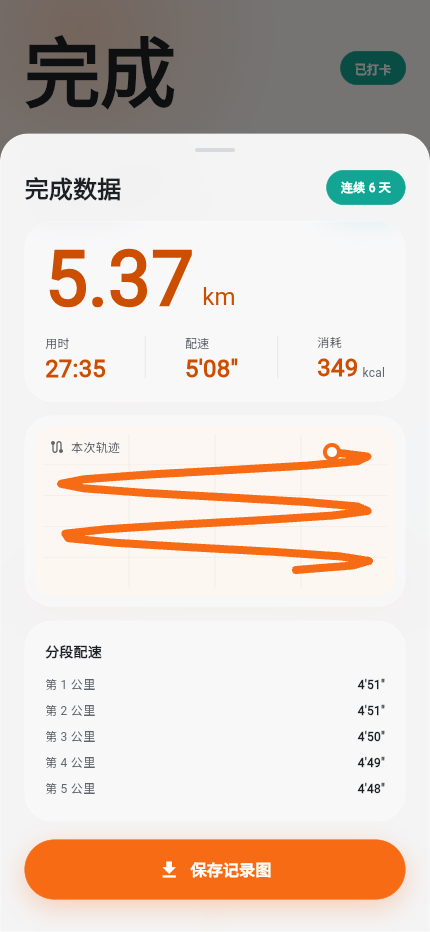 完成
已打卡
完成数据
连续 6 天
5.37 km
用时
配速
消耗
27:35
5'08"
349 kcal
本次轨迹
分段配速
第 1 公里 4'51"
第 2 公里 4'51"
第 3 公里 4'50"
第 4 公里 4'49"
第 5 公里 4'48"
保存记录图